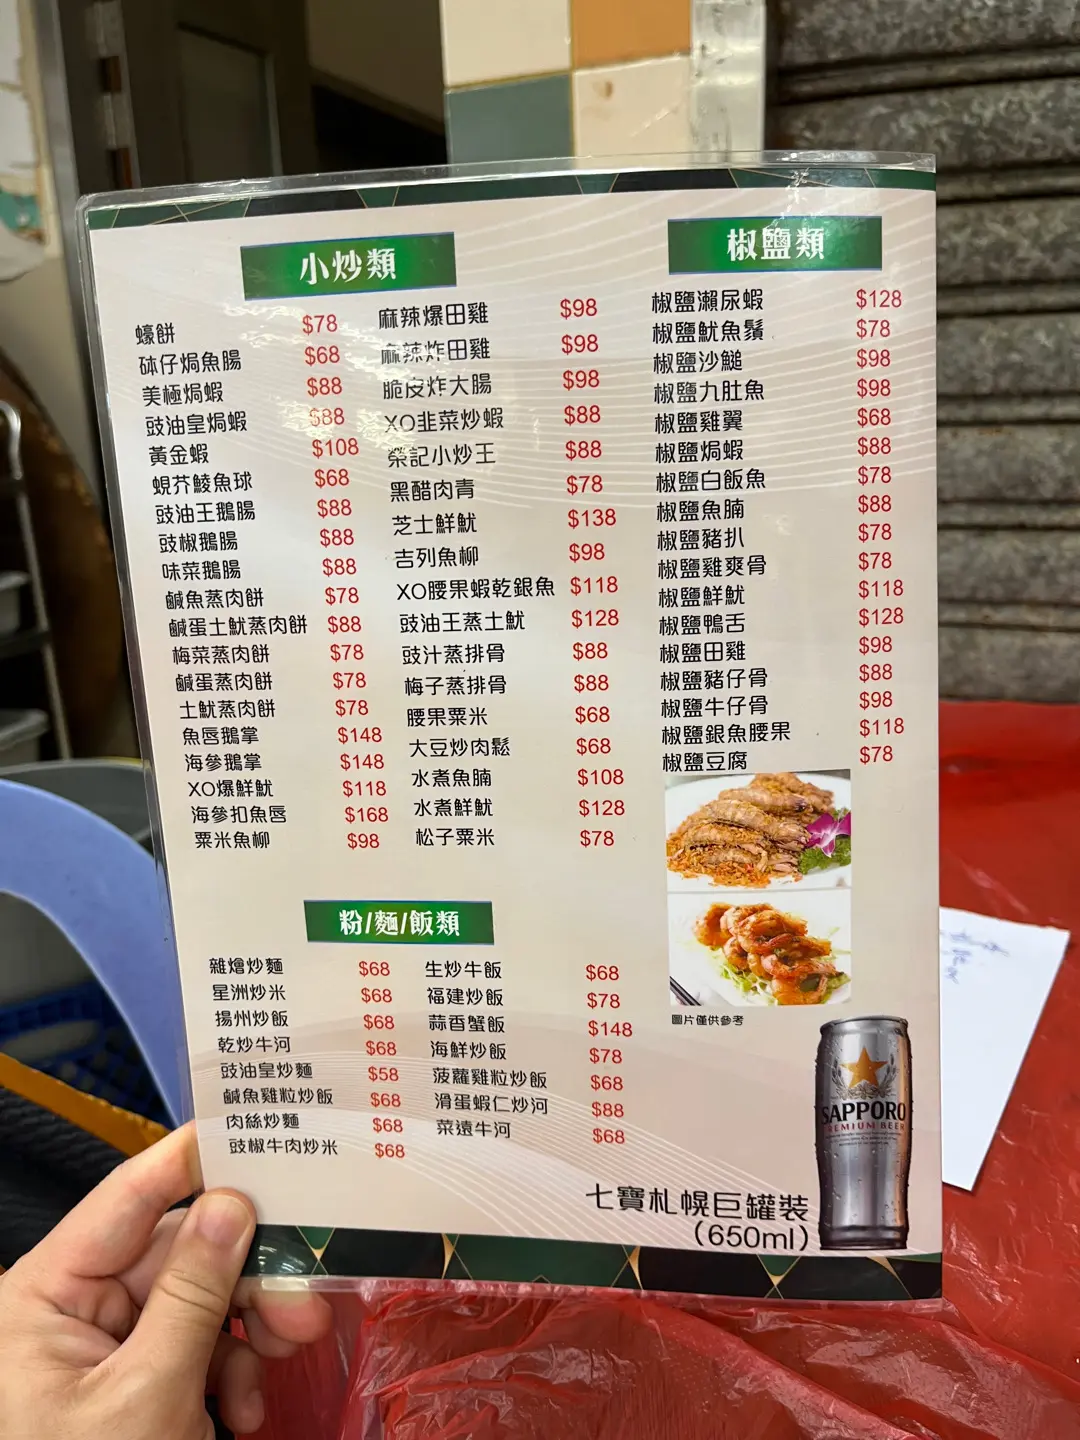 小炒類
蠔餅 $78
砵仔焗魚腸 $68
美極焗蝦 $88
豉油皇焗蝦 $88
黃金蝦 $108
蜆芥鯪魚球 $68
豉油王鵝腸 $88
豉椒鵝腸 $88
味菜鵝腸 $88
鹹魚蒸肉餅 $78
鹹蛋土魷蒸肉餅 $88
梅菜蒸肉餅 $78
鹹蛋蒸肉餅 $78
土魷蒸肉餅 $78
魚唇鵝掌 $148
海參鵝掌 $148
XO爆鮮魷 $118
海參扣魚唇 $168
粟米魚柳 $98
麻辣爆田雞 $98
麻辣炸田雞 $98
脆皮炸大腸 $98
XO韭菜炒蝦 $88
榮記小炒王 $88
黑醋肉青 $78
芝士鮮魷 $138
吉列魚柳 $98
XO腰果蝦乾銀魚 $118
豉油王蒸土魷 $128
豉汁蒸排骨 $88
梅子蒸排骨 $88
腰果粟米 $68
大豆炒肉鬆 $68
水煮魚腩 $108
水煮鮮魷 $128
松子粟米 $78
椒鹽類
椒鹽瀨尿蝦 $128
椒鹽魷魚鬚 $78
椒鹽沙鯭 $98
椒鹽九肚魚 $98
椒鹽雞翼 $68
椒鹽焗蝦 $88
椒鹽白飯魚 $78
椒鹽魚腩 $88
椒鹽豬扒 $78
椒鹽雞爽骨 $78
椒鹽鮮魷 $118
椒鹽鴨舌 $128
椒鹽田雞 $98
椒鹽豬仔骨 $88
椒鹽牛仔骨 $98
椒鹽銀魚腰果 $118
椒鹽豆腐 $78
圖片僅供參考
粉/麵/飯類
雜燴炒麵 $68
星洲炒米 $68
揚州炒飯 $68
乾炒牛河 $68
豉油皇炒麵 $58
鹹魚雞粒炒飯 $68
肉絲炒麵 $68
豉椒牛肉炒米 $68
生炒牛飯 $68
福建炒飯 $78
蒜香蟹飯 $148
海鮮炒飯 $78
菠蘿雞粒炒飯 $68
滑蛋蝦仁炒河 $88
菜遠牛河 $68
SAPPORO
PREMIUM BEER
七寶札幌巨罐裝
(650ml)